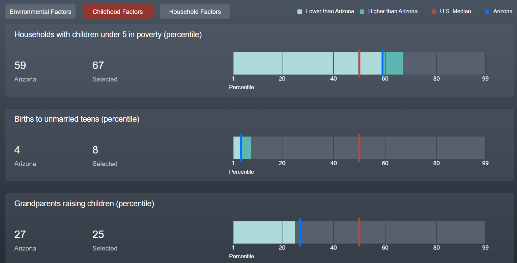 Environmental Factors Childhood Factors Household Factors Lower than Arizona Higher than Arizona U.S. Median Arizona
Households with children under 5 in poverty (percentile)
59 67
Arizona Selected
1 20 40 60 80 99
Percentile
Births to unmarried teens (percentile)
4 8
Arizona Selected
1 20 40 60 80 99
Percentile
Grandparents raising children (percentile)
27 25
Arizona Selected
1 20 40 60 80 99
Percentile